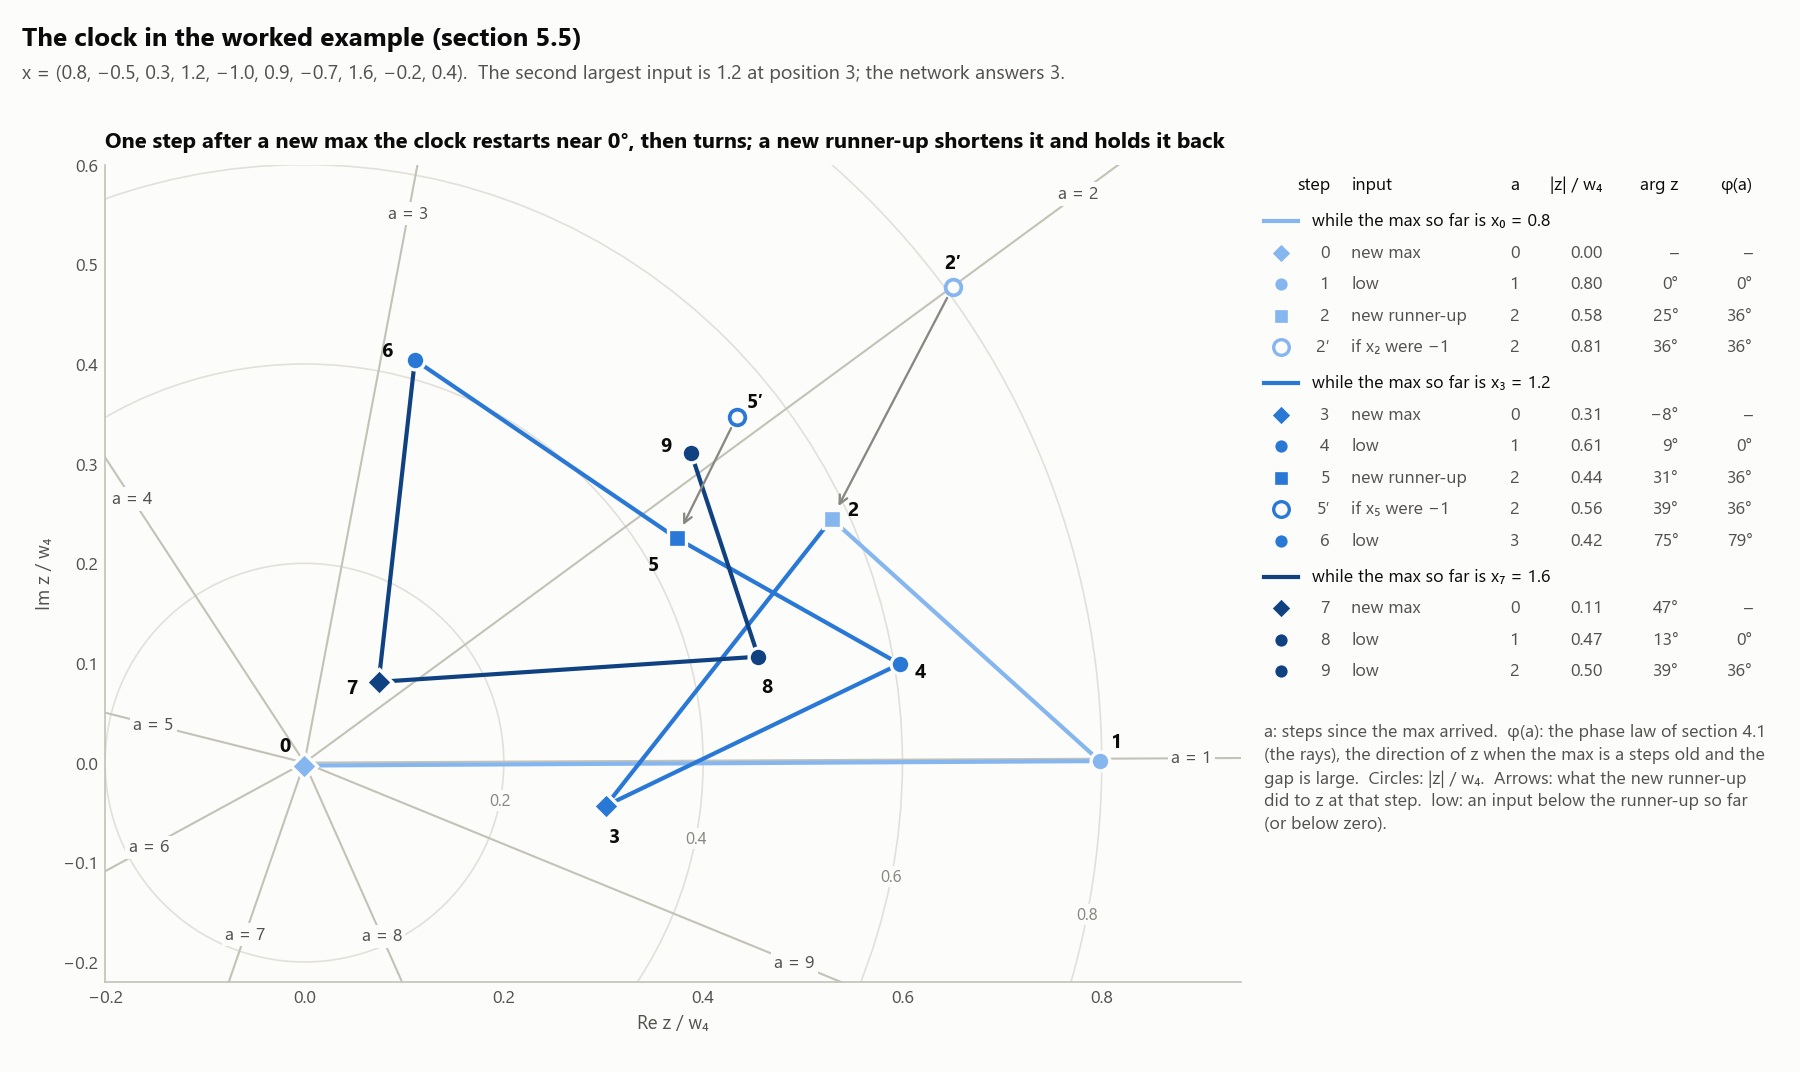 The clock in the worked example (section 5.5)
x = (0.8, −0.5, 0.3, 1.2, −1.0, 0.9, −0.7, 1.6, −0.2, 0.4). The second largest input is 1.2 at position 3; the network answers 3.
One step after a new max the clock restarts near 0°, then turns; a new runner-up shortens it and holds it back
0.6
0.5
0.4
0.3
0.2
0.1
0.0
−0.1
−0.2
Im z / w₄
−0.2
0.0
0.2
0.4
0.6
0.8
Re z / w₄
a = 3
a = 2
a = 4
a = 5
a = 1
a = 6
a = 7
a = 8
a = 9
0.2
0.4
0.6
0.8
2′
6
5′
9
2
5
4
8
7
0
1
3
step input a |z| / w₄ arg z φ(a)
while the max so far is x₀ = 0.8
0 new max 0 0.00 – –
1 low 1 0.80 0° 0°
2 new runner-up 2 0.58 25° 36°
2′ if x₂ were −1 2 0.81 36° 36°
while the max so far is x₃ = 1.2
3 new max 0 0.31 −8° –
4 low 1 0.61 9° 0°
5 new runner-up 2 0.44 31° 36°
5′ if x₅ were −1 2 0.56 39° 36°
6 low 3 0.42 75° 79°
while the max so far is x₇ = 1.6
7 new max 0 0.11 47° –
8 low 1 0.47 13° 0°
9 low 2 0.50 39° 36°
a: steps since the max arrived. φ(a): the phase law of section 4.1
(the rays), the direction of z when the max is a steps old and the
gap is large. Circles: |z| / w₄. Arrows: what the new runner-up
did to z at that step. low: an input below the runner-up so far
(or below zero).